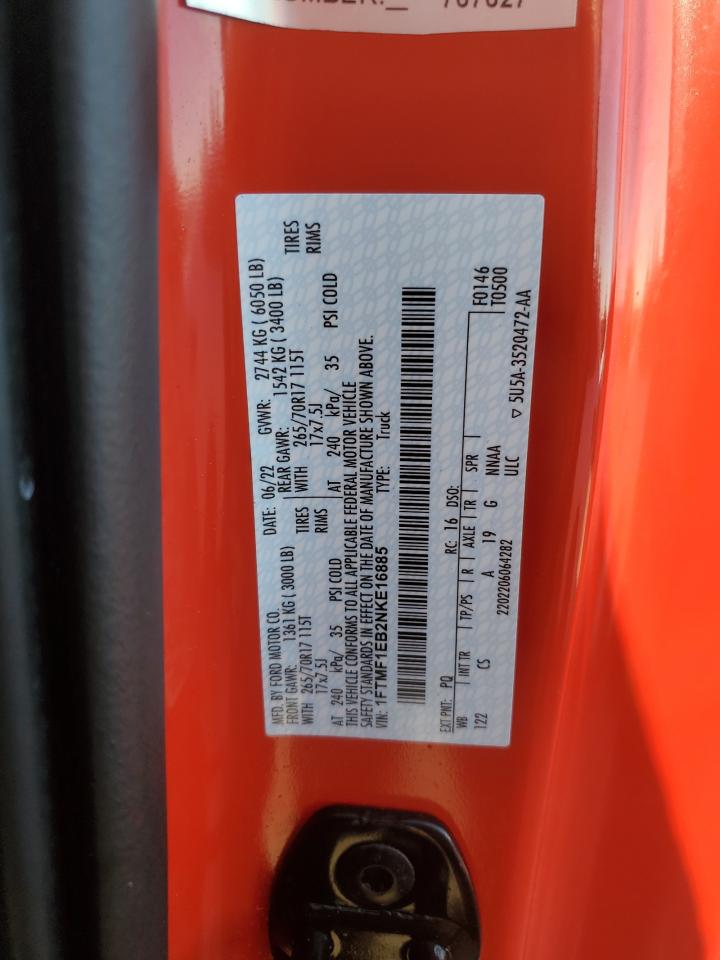 767627
MFD. BY FORD MOTOR CO.
DATE: 06/22 GVWR: 2744 KG ( 6050 LB)
FRONT GAWR: 1361 KG ( 3000 LB) REAR GAWR: 1542 KG ( 3400 LB)
WITH 265/70R17 115T TIRES WITH 265/70R17 115T TIRES
17x7.5J RIMS 17x7.5J RIMS
AT 240 kPa/ 35 PSI COLD AT 240 kPa/ 35 PSI COLD
THIS VEHICLE CONFORMS TO ALL APPLICABLE FEDERAL MOTOR VEHICLE
SAFETY STANDARDS IN EFFECT ON THE DATE OF MANUFACTURE SHOWN ABOVE.
VIN: 1FTMF1EB2NKE16885 TYPE: Truck
EXT PNT: PQ RC: 16 DSO: F0146
WB INT TR TP/PS R AXLE TR SPR T0500
122 CS A 19 G NNAA
ULC
2202206064282 ▽ 5U5A-3520472-AA